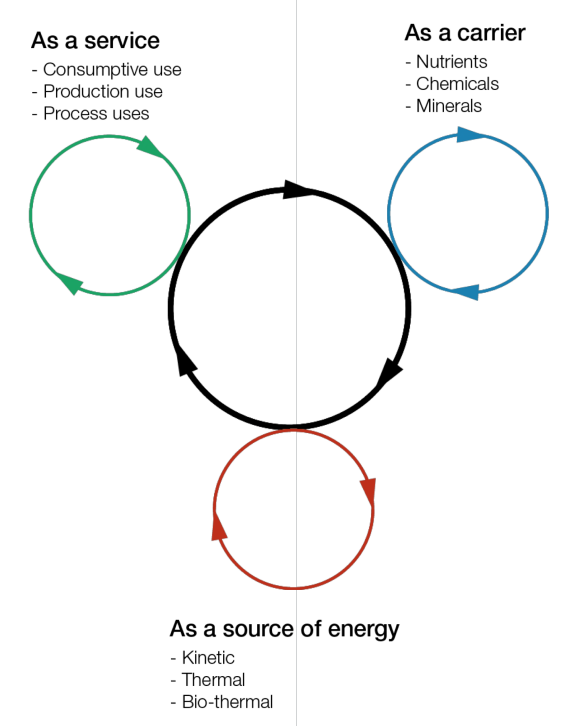 As a service
- Consumptive use
- Production use
- Process uses
As a carrier
- Nutrients
- Chemicals
- Minerals
As a source of energy
- Kinetic
- Thermal
- Bio-thermal